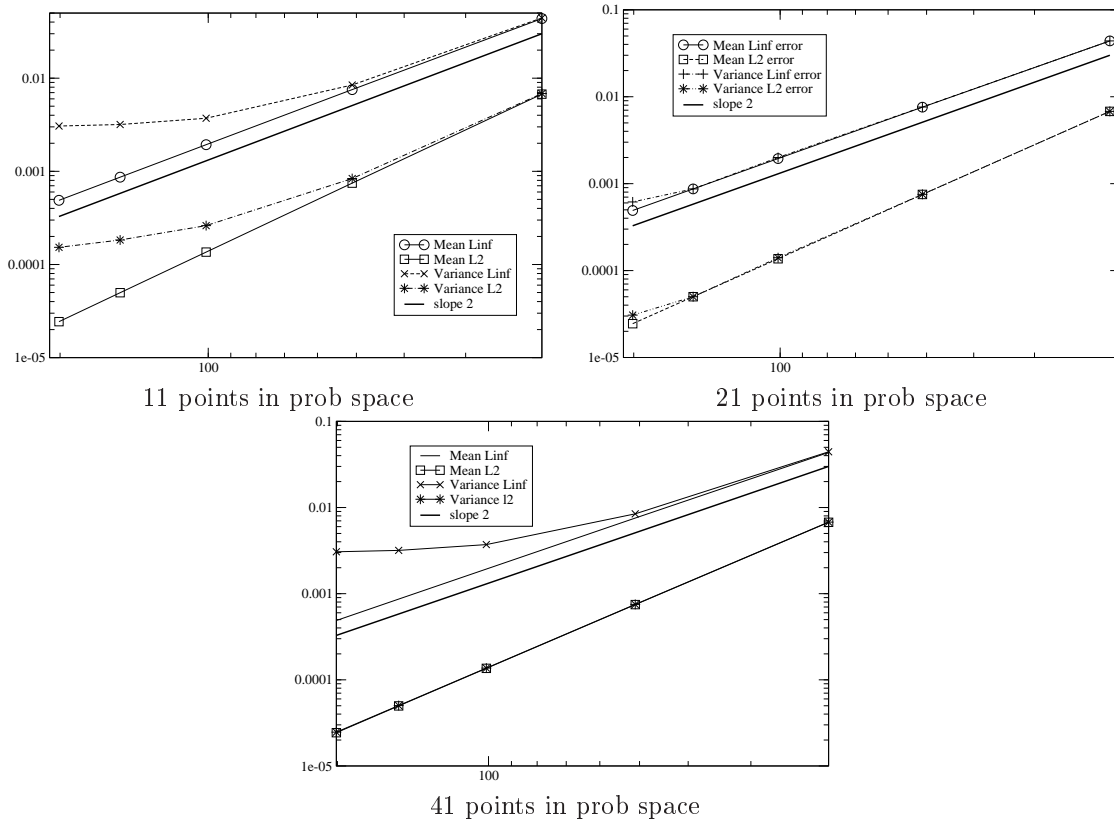 0.01
0.001
0.0001
1e-05
100
Mean Linf
Mean L2
Variance Linf
Variance L2
slope 2
11 points in prob space
0.1
0.01
0.001
0.0001
1e-05
100
Mean Linf error
Mean L2 error
Variance Linf error
Variance L2 error
slope 2
21 points in prob space
0.1
0.01
0.001
0.0001
1e-05
100
Mean Linf
Mean L2
Variance Linf
Variance l2
slope 2
41 points in prob space